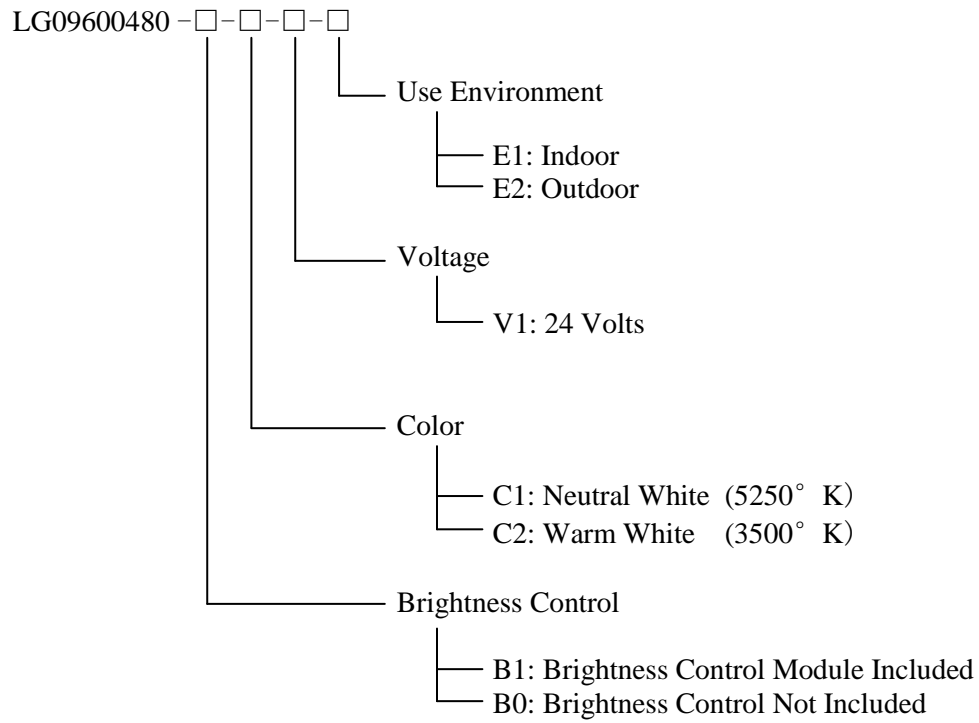 LG09600480 -□-□-□-□
Use Environment
E1: Indoor
E2: Outdoor
Voltage
V1: 24 Volts
Color
C1: Neutral White (5250° K）
C2: Warm White (3500° K）
Brightness Control
B1: Brightness Control Module Included
B0: Brightness Control Not Included